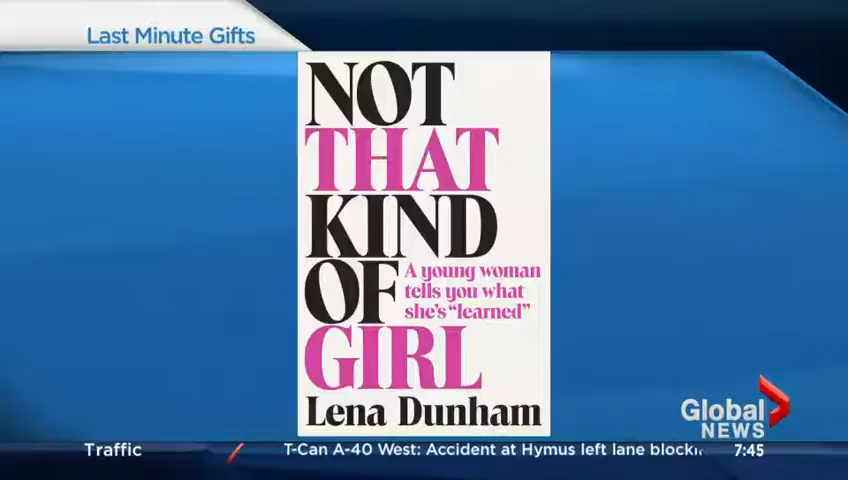 Last Minute Gifts
NOT
THAT
KIND
OF
A young woman
tells you what
she's "learned"
GIRL
Lena Dunham
Global
NEWS
Traffic
T-Can A-40 West: Accident at Hymus left lane
7:45